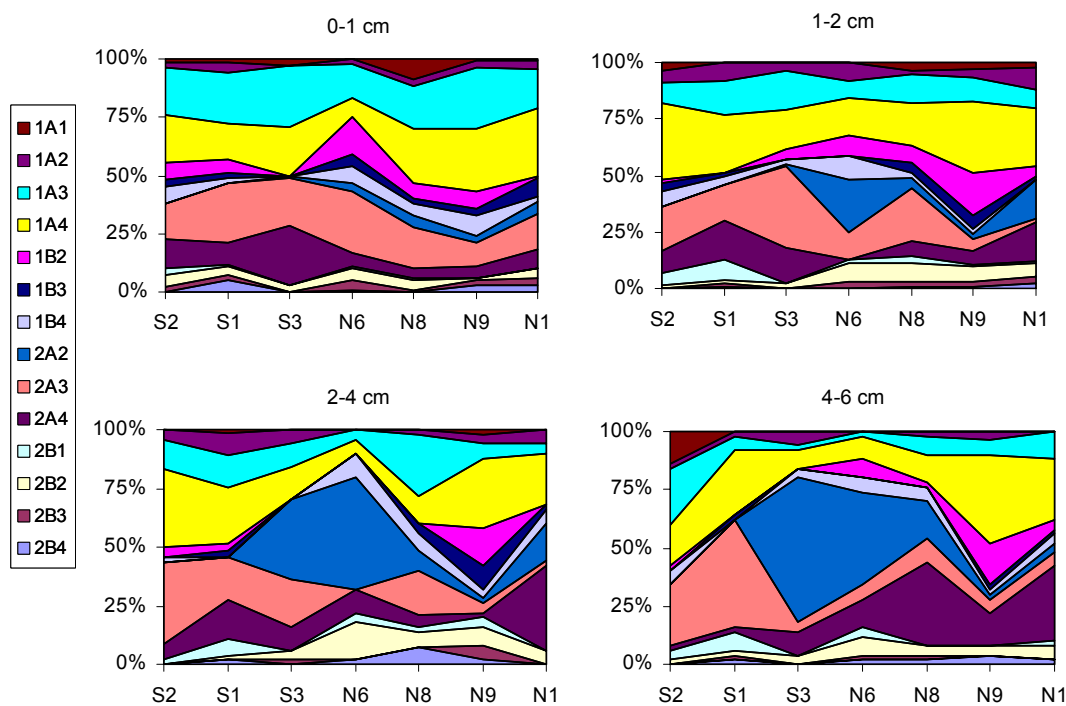 0-1 cm
1-2 cm
100%
75%
50%
25%
0%
S2 S1 S3 N6 N8 N9 N1
100%
75%
50%
25%
0%
S2 S1 S3 N6 N8 N9 N1
1A1
1A2
1A3
1A4
1B2
1B3
1B4
2A2
2A3
2A4
2B1
2B2
2B3
2B4
2-4 cm
4-6 cm
100%
75%
50%
25%
0%
S2 S1 S3 N6 N8 N9 N1
100%
75%
50%
25%
0%
S2 S1 S3 N6 N8 N9 N1